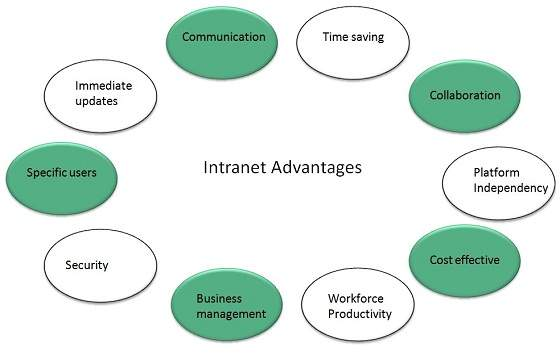 Communication
Time saving
Immediate
updates
Collaboration
Specific users
Intranet Advantages
Platform
Independency
Security
Cost effective
Business
management
Workforce
Productivity